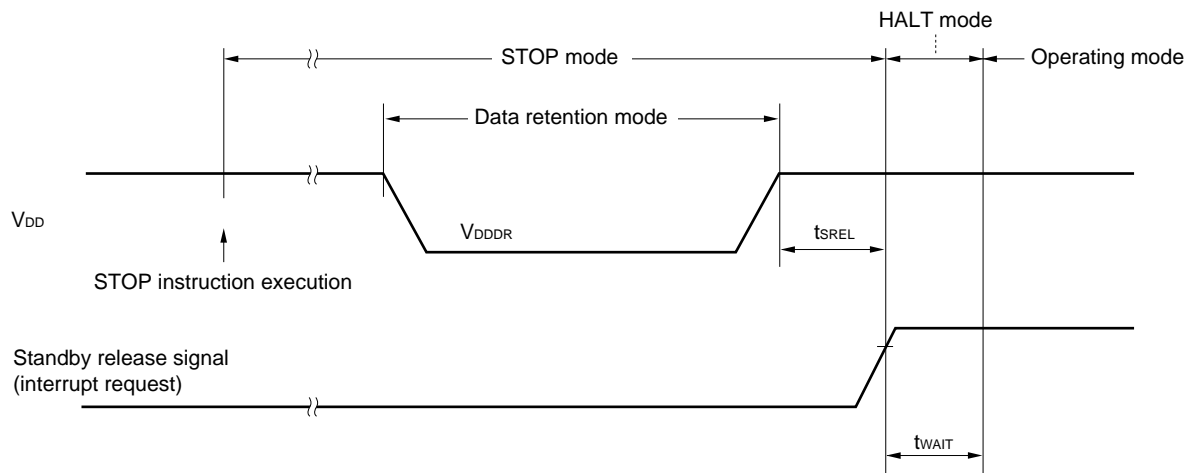 HALT mode
STOP mode
Operating mode
Data retention mode
VDD
VDDDR
tSREL
STOP instruction execution
Standby release signal
(interrupt request)
tWAIT